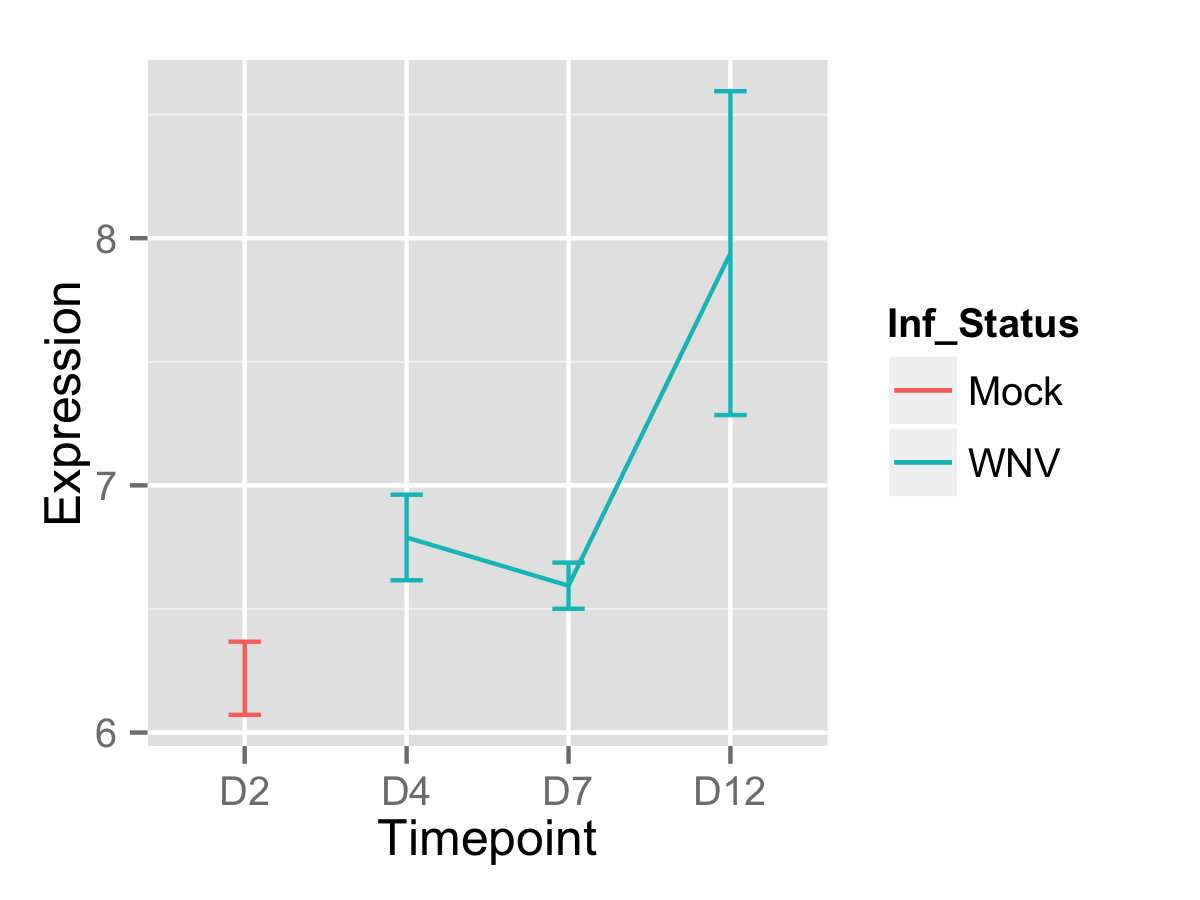 Expression
8
7
6
D2 D4 D7 D12
Timepoint
Inf_Status
Mock
WNV